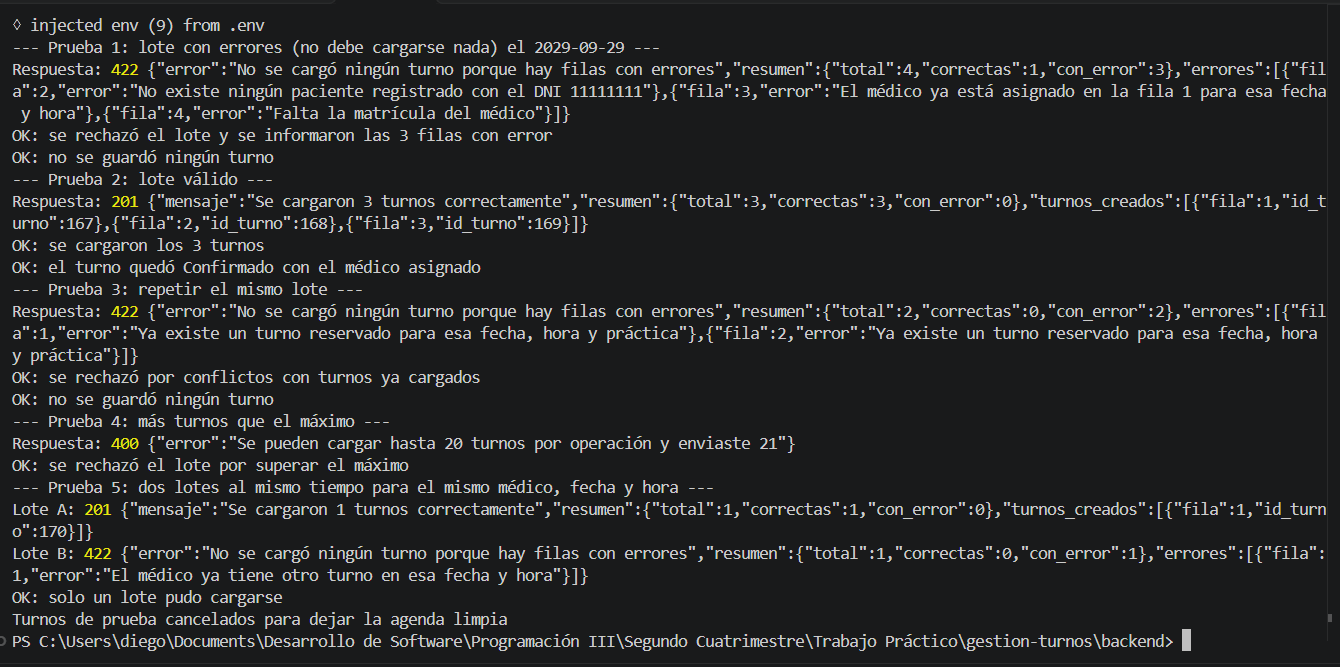 ◊ injected env (9) from .env
--- Prueba 1: lote con errores (no debe cargarse nada) el 2029-09-29 ---
Respuesta: 422 {"error":"No se cargó ningún turno porque hay filas con errores","resumen":{"total":4,"correctas":1,"con_error":3},"errores":[{"fil
a":2,"error":"No existe ningún paciente registrado con el DNI 11111111"},{"fila":3,"error":"El médico ya está asignado en la fila 1 para esa fecha
 y hora"},{"fila":4,"error":"Falta la matrícula del médico"}]}
OK: se rechazó el lote y se informaron las 3 filas con error
OK: no se guardó ningún turno
--- Prueba 2: lote válido ---
Respuesta: 201 {"mensaje":"Se cargaron 3 turnos correctamente","resumen":{"total":3,"correctas":3,"con_error":0},"turnos_creados":[{"fila":1,"id_t
urno":167},{"fila":2,"id_turno":168},{"fila":3,"id_turno":169}]}
OK: se cargaron los 3 turnos
OK: el turno quedó Confirmado con el médico asignado
--- Prueba 3: repetir el mismo lote ---
Respuesta: 422 {"error":"No se cargó ningún turno porque hay filas con errores","resumen":{"total":2,"correctas":0,"con_error":2},"errores":[{"fil
a":1,"error":"Ya existe un turno reservado para esa fecha, hora y práctica"},{"fila":2,"error":"Ya existe un turno reservado para esa fecha, hora
y práctica"}]}
OK: se rechazó por conflictos con turnos ya cargados
OK: no se guardó ningún turno
--- Prueba 4: más turnos que el máximo ---
Respuesta: 400 {"error":"Se pueden cargar hasta 20 turnos por operación y enviaste 21"}
OK: se rechazó el lote por superar el máximo
--- Prueba 5: dos lotes al mismo tiempo para el mismo médico, fecha y hora ---
Lote A: 201 {"mensaje":"Se cargaron 1 turnos correctamente","resumen":{"total":1,"correctas":1,"con_error":0},"turnos_creados":[{"fila":1,"id_turn
o":170}]}
Lote B: 422 {"error":"No se cargó ningún turno porque hay filas con errores","resumen":{"total":1,"correctas":0,"con_error":1},"errores":[{"fila":
1,"error":"El médico ya tiene otro turno en esa fecha y hora"}]}
OK: solo un lote pudo cargarse
Turnos de prueba cancelados para dejar la agenda limpia
PS C:\Users\diego\Documents\Desarrollo de Software\Programación III\Segundo Cuatrimestre\Trabajo Práctico\gestion-turnos\backend>